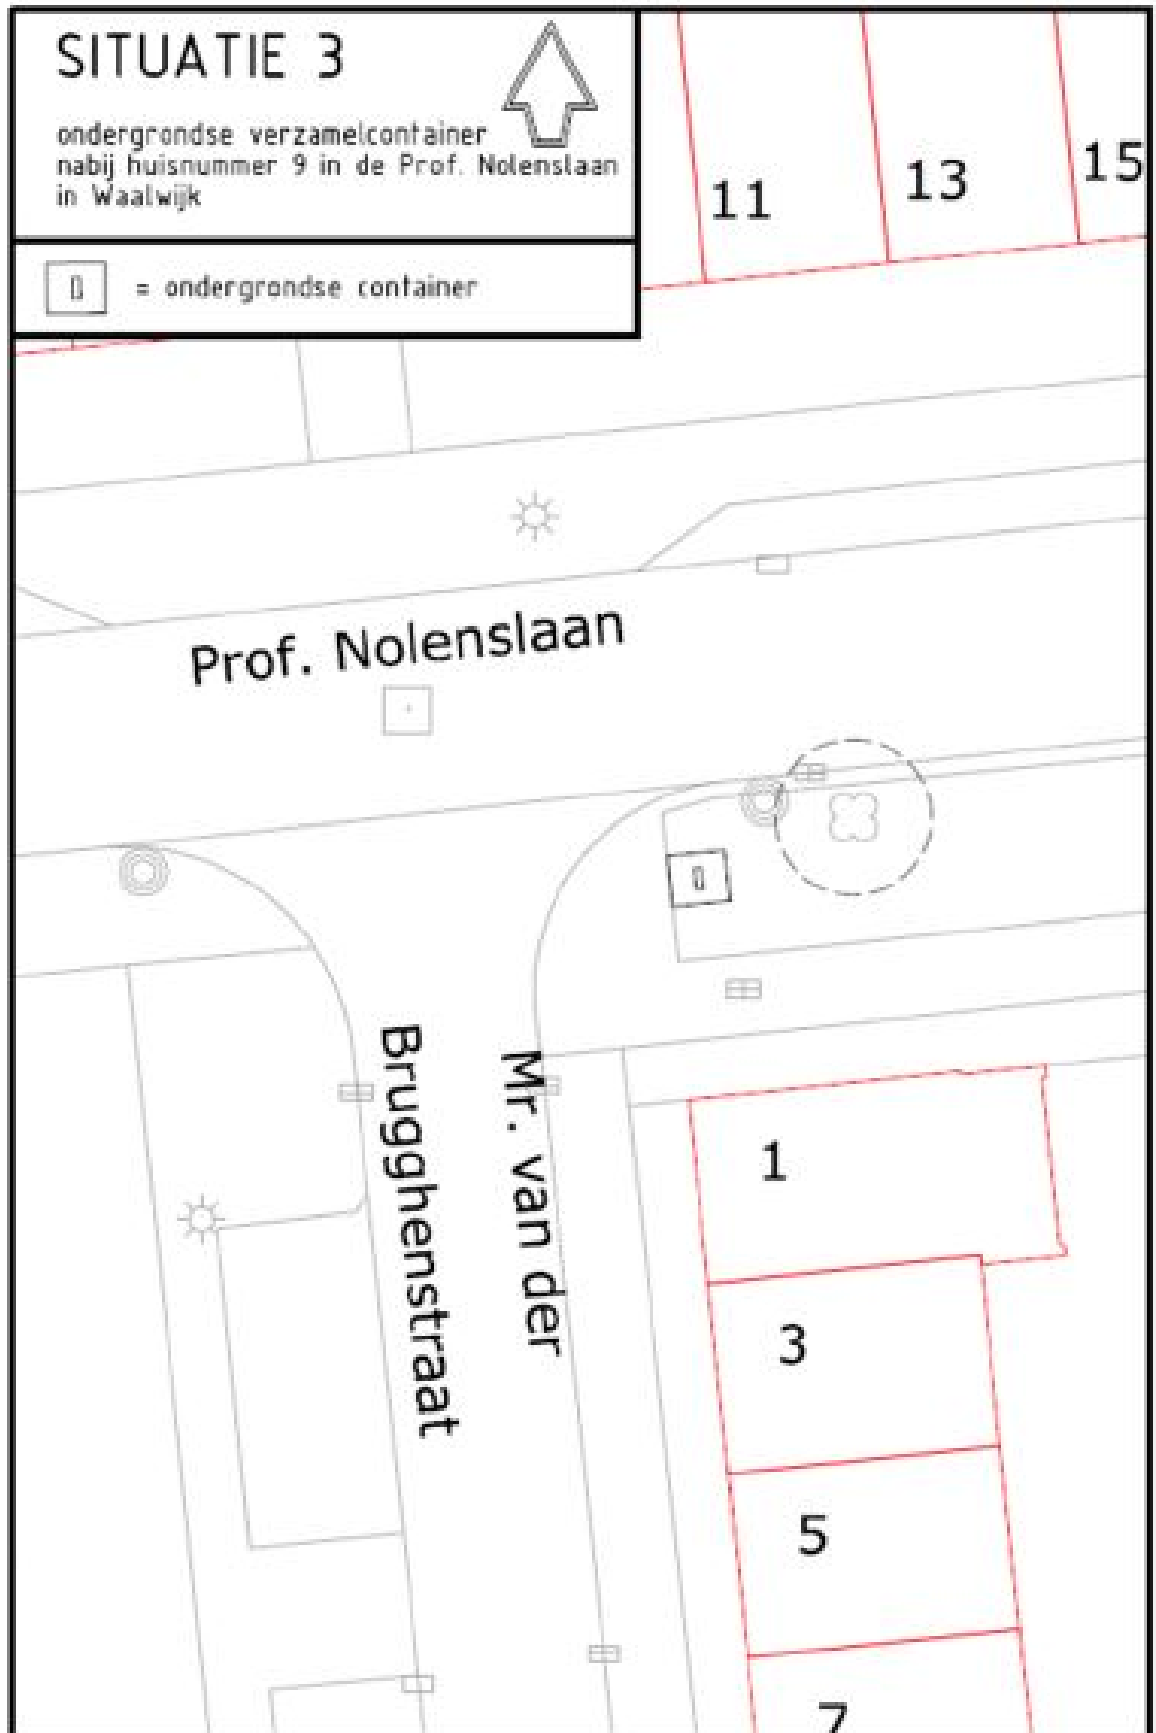 SITUATIE 3
ondergrondse verzamelcontainer
nabij huisnummer 9 in de Prof. Nolenslaan
in Waalwijk
= ondergrondse container
11
13
15
Prof. Nolenslaan
Mr. van der
Brugghenstraat
1
3
5
7